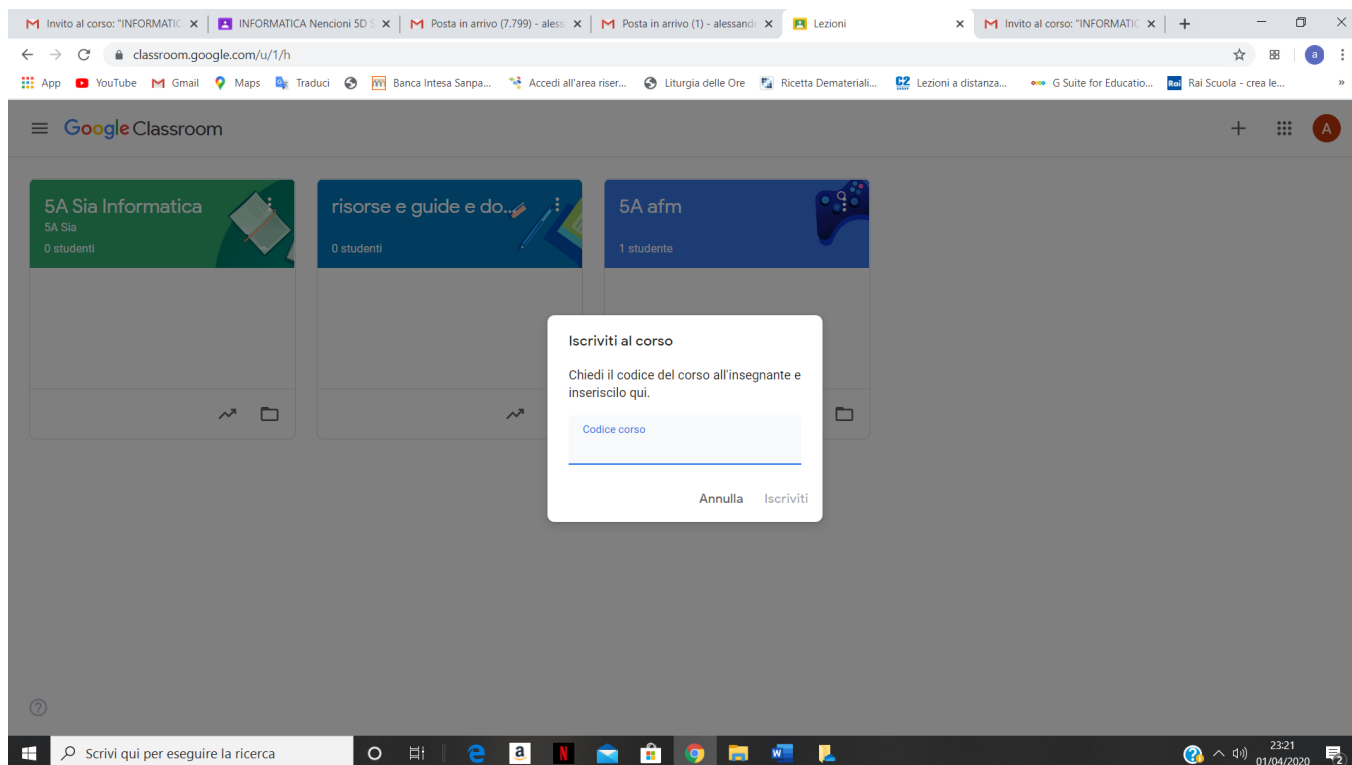 Invito al corso: "INFORMATIC
INFORMATICA Nencioni 5D S
Posta in arrivo (7.799) - aless
Posta in arrivo (1) - alessand
Lezioni
Invito al corso: "INFORMATIC
classroom.google.com/u/1/h
a
App
YouTube
Gmail
Maps
Traduci
Banca Intesa Sanpa...
Accedi all'area riser...
Liturgia delle Ore
Ricetta Demateriali...
Lezioni a distanza...
G Suite for Educatio...
Rai
Rai Scuola - crea le...
»
Google Classroom
A
5A Sia Informatica
5A Sia
0 studenti
risorse e guide e do...
0 studenti
5A afm
1 studente
Iscriviti al corso
Chiedi il codice del corso all'insegnante e
inseriscilo qui.
Codice corso
Annulla Iscriviti
Scrivi qui per eseguire la ricerca
23:21
01/04/2020
2